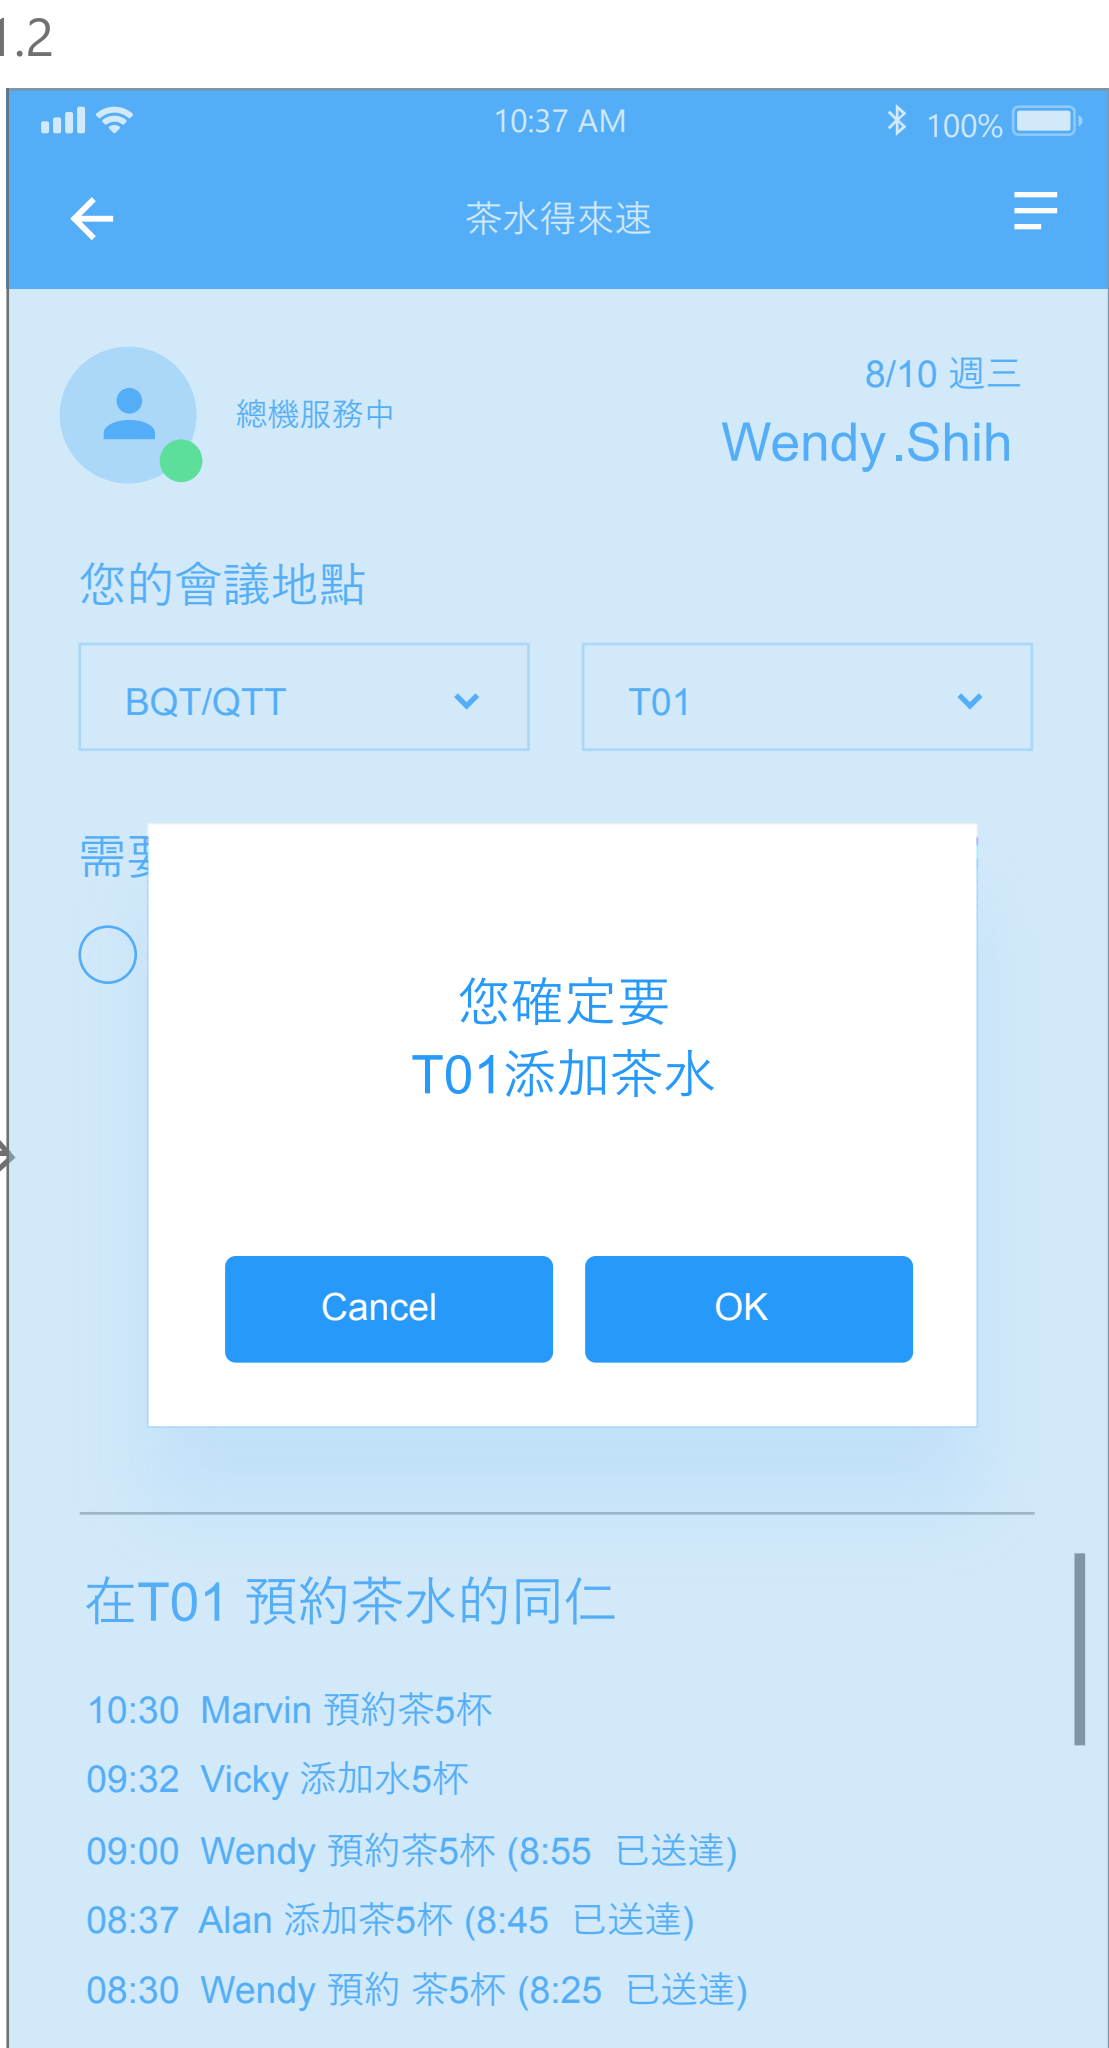 1.2
10:37 AM
100%
茶水得來速
8/10 週三
總機服務中
Wendy.Shih
您的會議地點
BQT/QTT
T01
需
您確定要
T01添加茶水
Cancel
OK
在T01 預約茶水的同仁
10:30 Marvin 預約茶5杯
09:32 Vicky 添加水5杯
09:00 Wendy 預約茶5杯 (8:55 已送達)
08:37 Alan 添加茶5杯 (8:45 已送達)
08:30 Wendy 預約 茶5杯 (8:25 已送達)